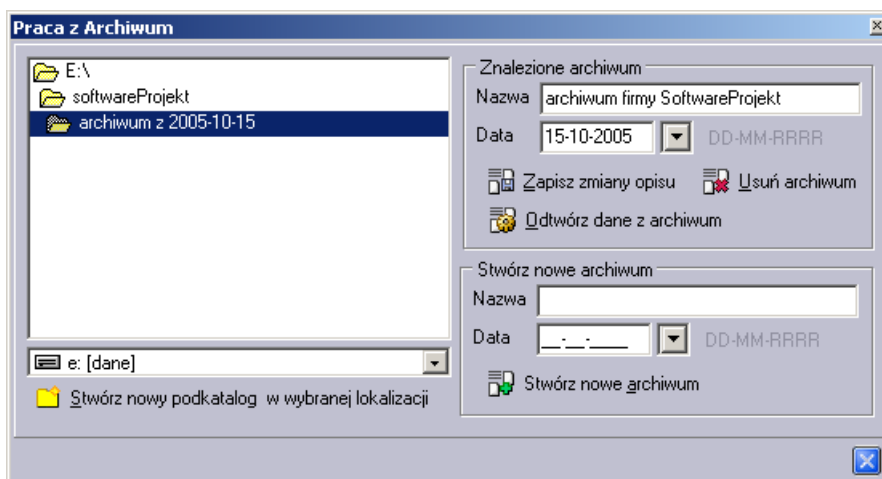 Praca z Archiwum
E:\
softwareProjekt
archiwum z 2005-10-15
e: [dane]
Stwórz nowy podkatalog w wybranej lokalizacji
Znalezione archiwum
Nazwa archiwum firmy SoftwareProjekt
Data 15-10-2005 DD-MM-RRRR
Zapisz zmiany opisu Usuń archiwum
Odtwórz dane z archiwum
Stwórz nowe archiwum
Nazwa
Data __-__-____ DD-MM-RRRR
Stwórz nowe archiwum